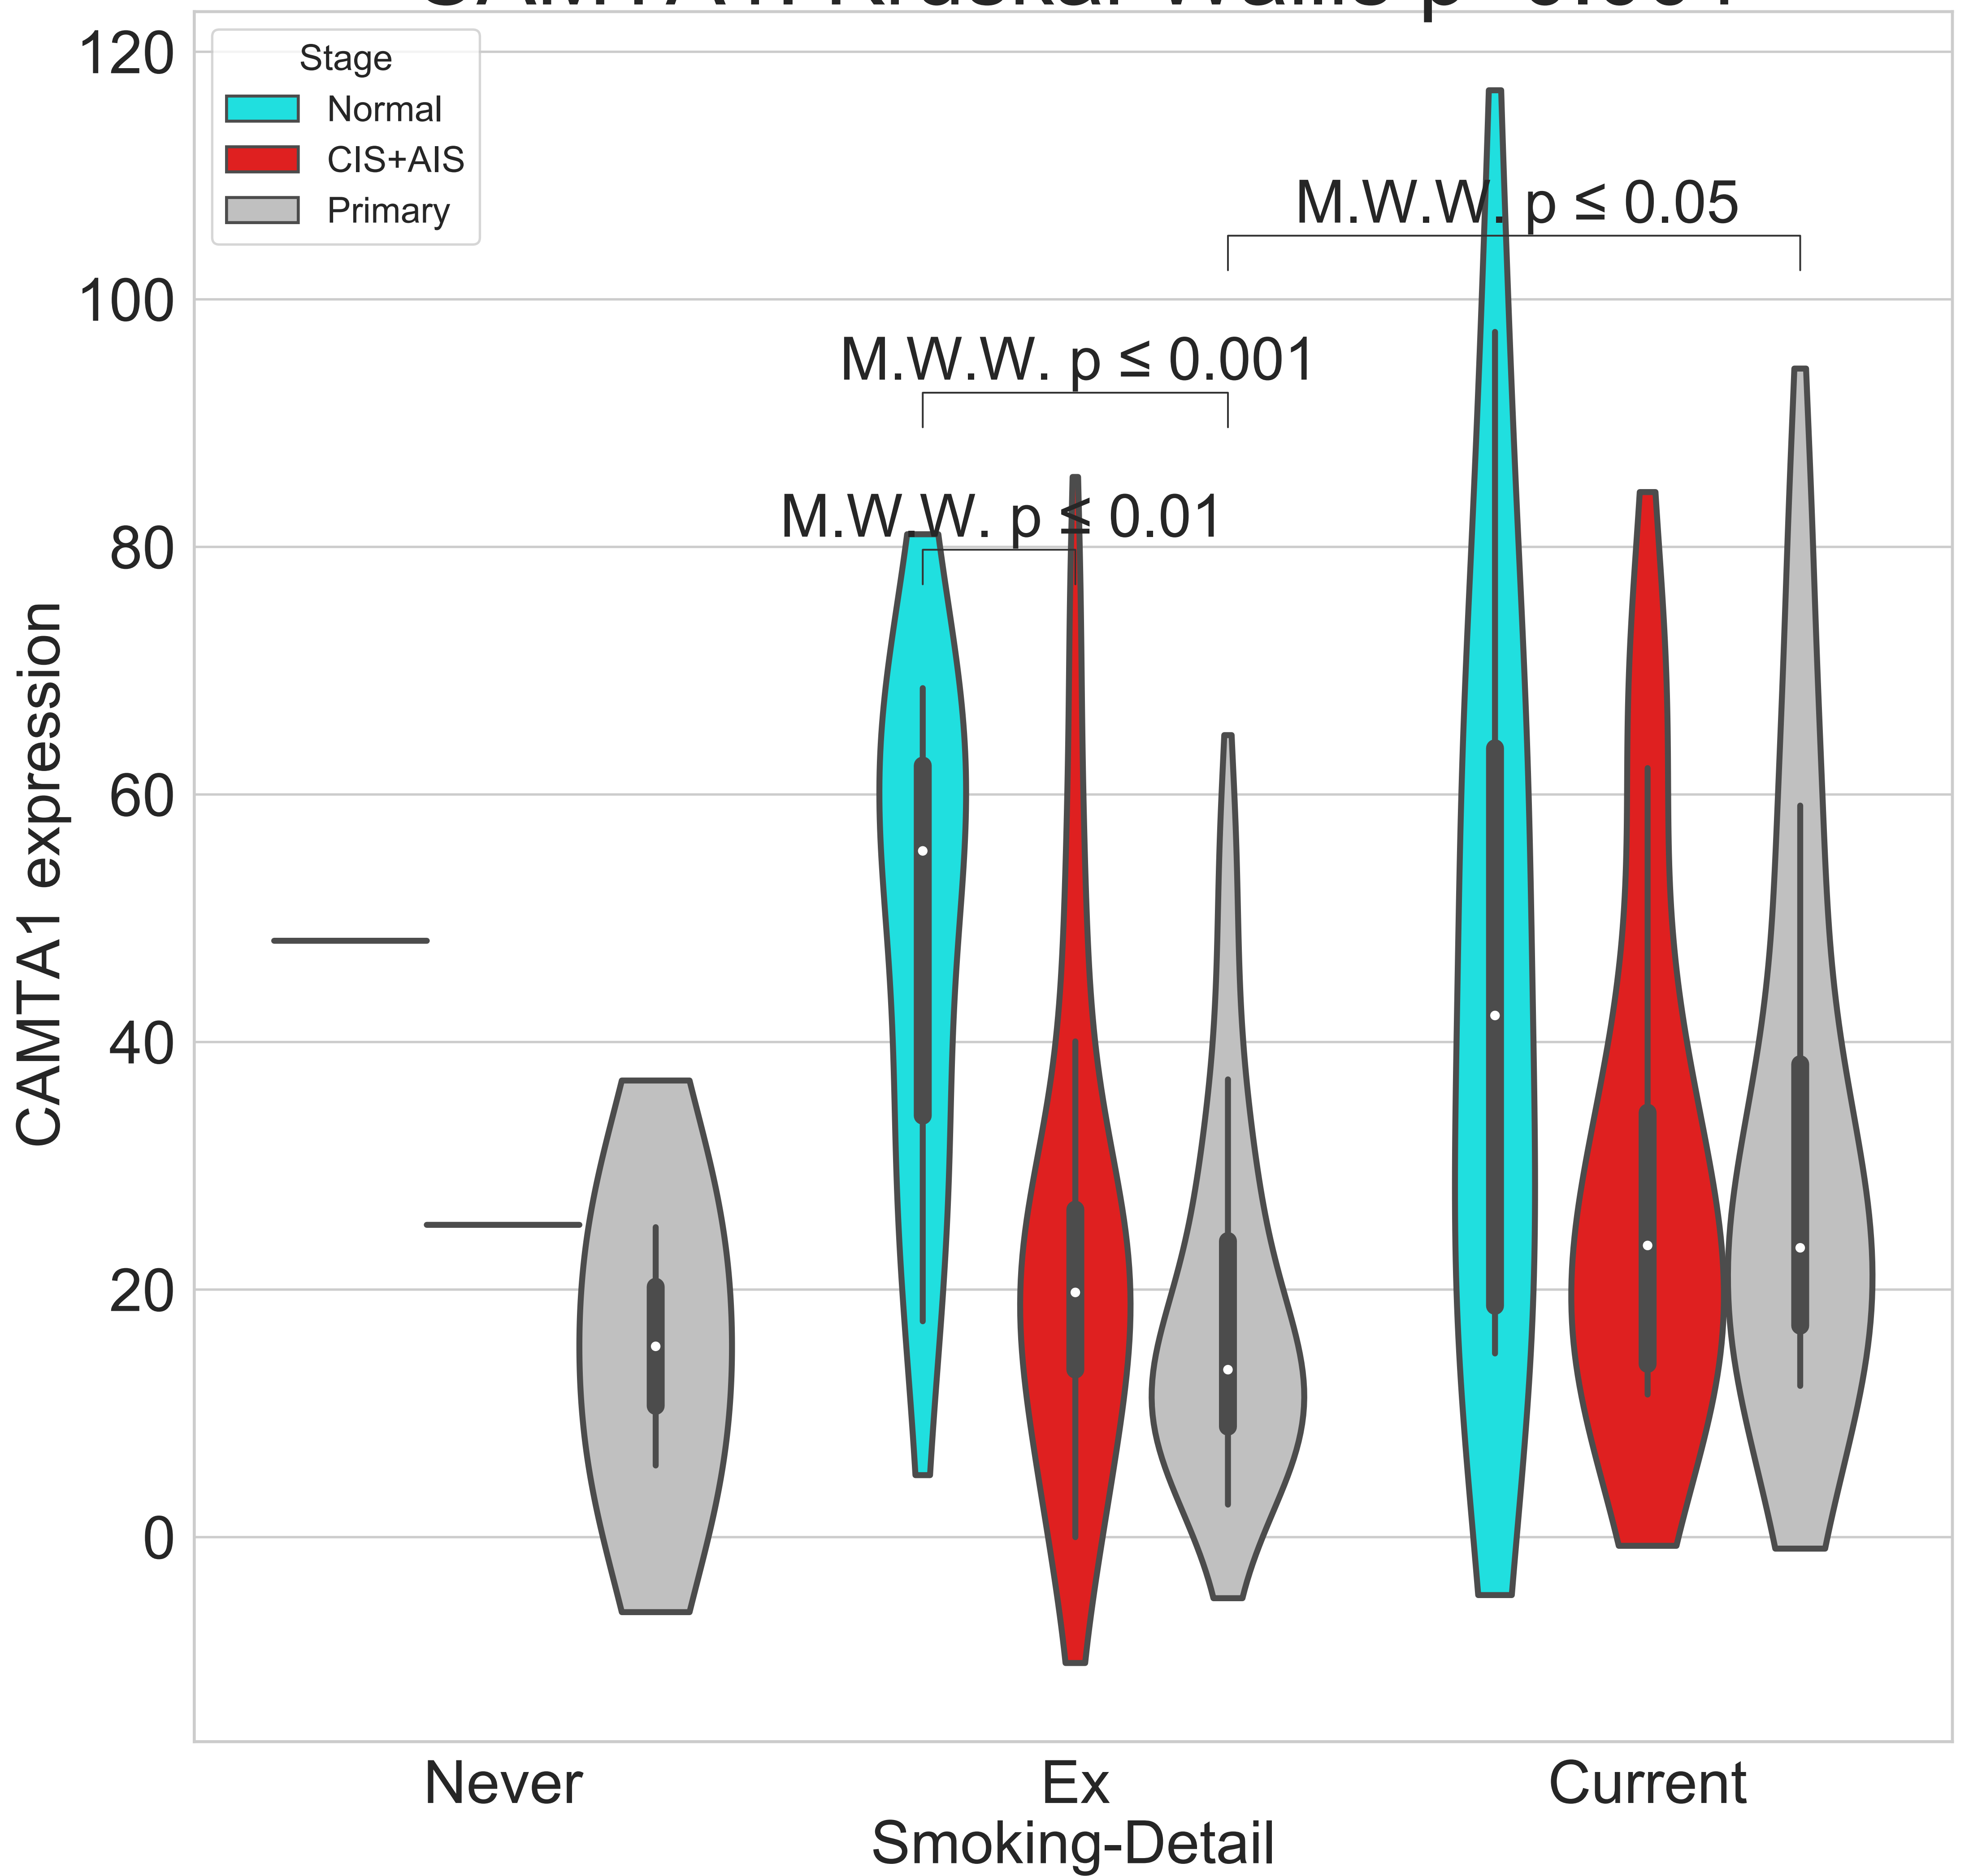 120
Stage
Normal
CIS+AIS
Primary
M.W.W. p ≤ 0.05
100
M.W.W. p ≤ 0.001
M.W.W. p ≤ 0.01
80
60
40
20
0
CAMTA1 expression
Never
Ex
Current
Smoking-Detail